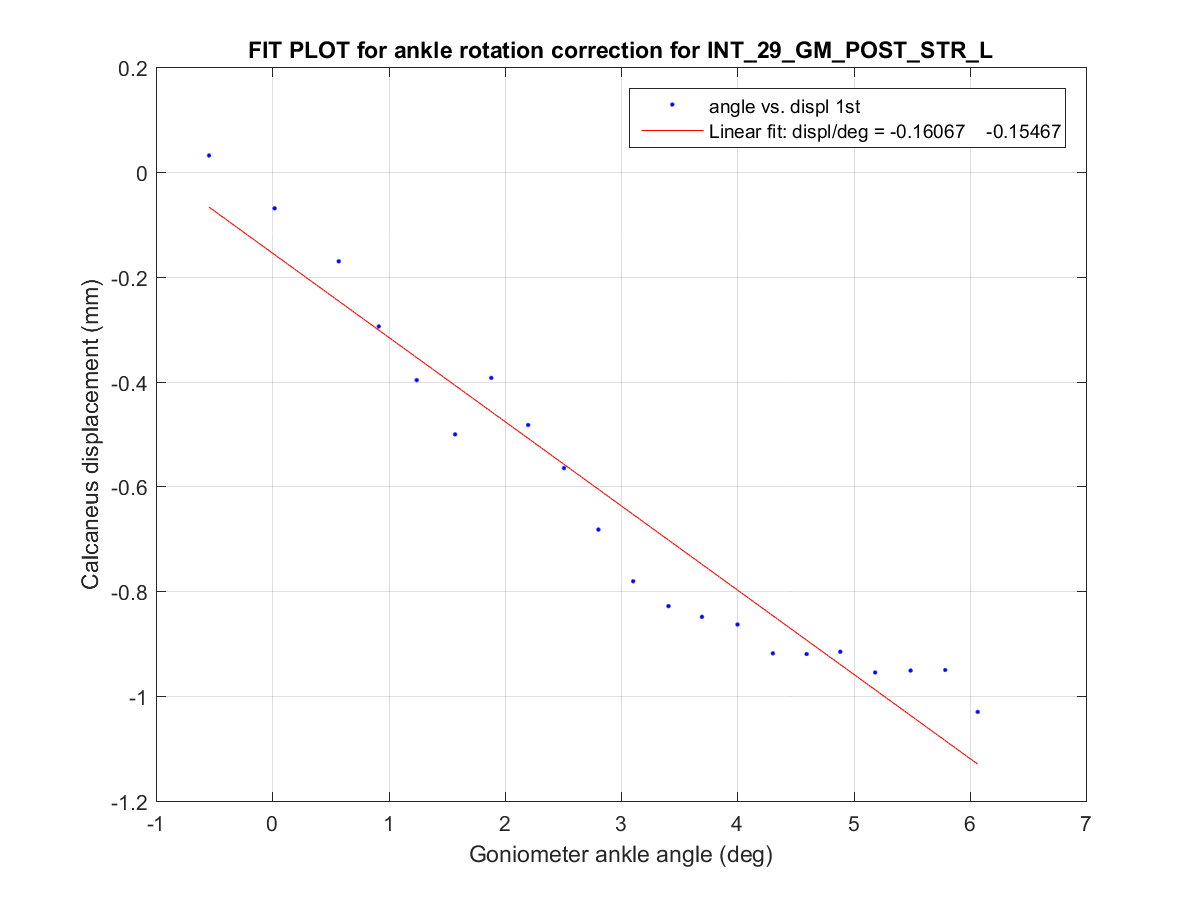 FIT PLOT for ankle rotation correction for INT_29_GM_POST_STR_L
angle vs. displ 1st
Linear fit: displ/deg = -0.16067    -0.15467
0.2
0
-0.2
-0.4
-0.6
-0.8
-1
-1.2
Calcaneus displacement (mm)
-1 0 1 2 3 4 5 6 7
Goniometer ankle angle (deg)